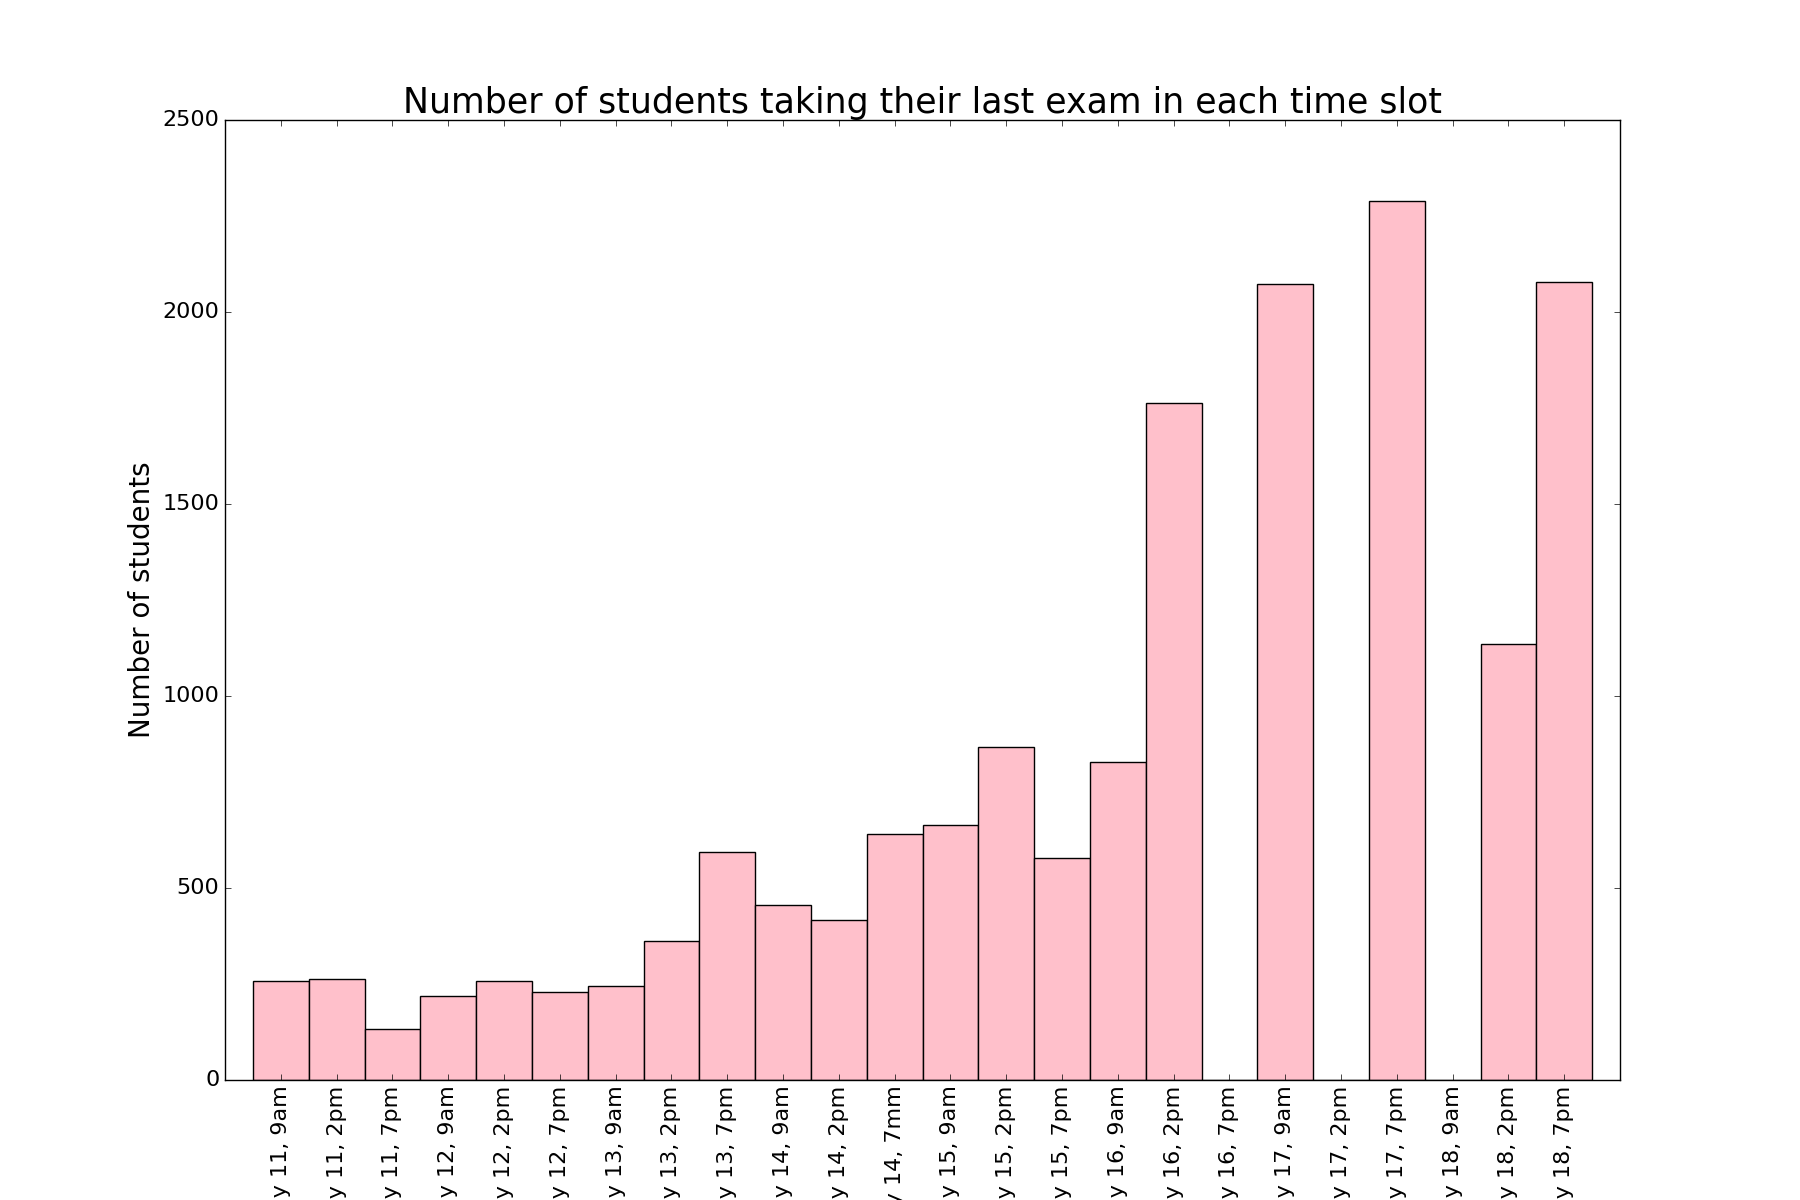 Number of students taking their last exam in each time slot
Number of students
2500
2000
1500
1000
500
0
y 11, 9am
y 11, 2pm
y 11, 7pm
y 12, 9am
y 12, 2pm
y 12, 7pm
y 13, 9am
y 13, 2pm
y 13, 7pm
y 14, 9am
y 14, 2pm
y 14, 7mm
y 15, 9am
y 15, 2pm
y 15, 7pm
y 16, 9am
y 16, 2pm
y 16, 7pm
y 17, 9am
y 17, 2pm
y 17, 7pm
y 18, 9am
y 18, 2pm
y 18, 7pm